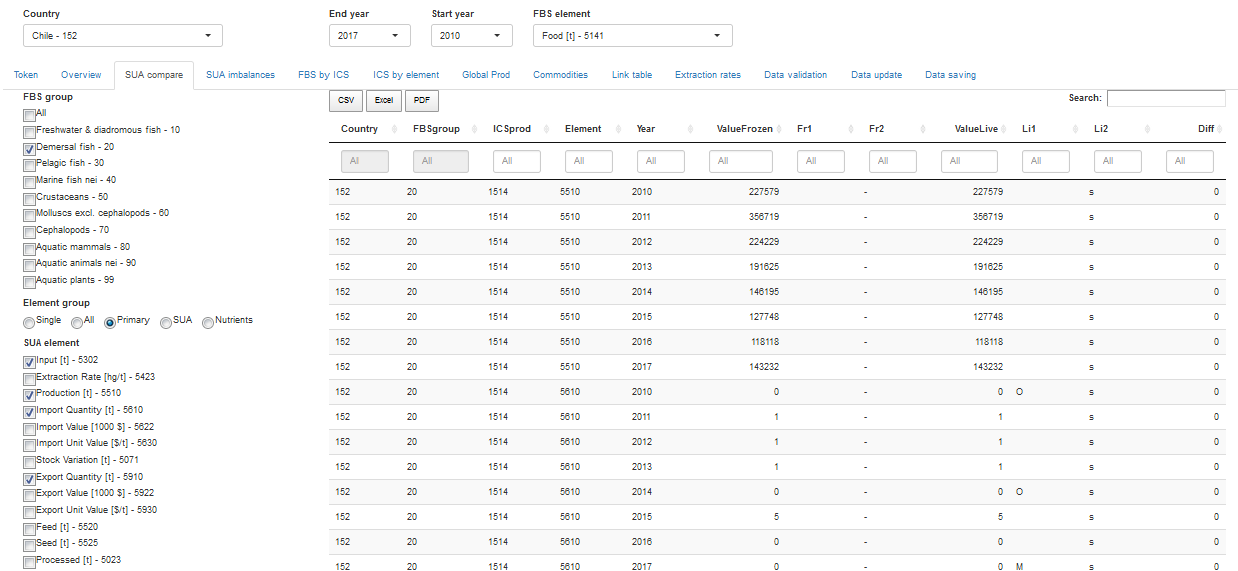 Country
Chile - 152
End year
2017
Start year
2010
FBS element
Food [t] - 5141
Token Overview SUA compare SUA imbalances FBS by ICS ICS by element Global Prod Commodities Link table Extraction rates Data validation Data update Data saving
FBS group
All
Freshwater & diadromous fish - 10
Demersal fish - 20
Pelagic fish - 30
Marine fish nei - 40
Crustaceans - 50
Molluscs excl. cephalopods - 60
Cephalopods - 70
Aquatic mammals - 80
Aquatic animals nei - 90
Aquatic plants - 99
Element group
Single All Primary SUA Nutrients
SUA element
Input [t] - 5302
Extraction Rate [hg/t] - 5423
Production [t] - 5510
Import Quantity [t] - 5610
Import Value [1000 $] - 5622
Import Unit Value [$/t] - 5630
Stock Variation [t] - 5071
Export Quantity [t] - 5910
Export Value [1000 $] - 5922
Export Unit Value [$/t] - 5930
Feed [t] - 5520
Seed [t] - 5525
Processed [t] - 5023
CSV Excel PDF
Search:
Country FBSgroup ICSprod Element Year ValueFrozen Fr1 Fr2 ValueLive Li1 Li2 Diff
All All All All All All All All All All All All
152 20 1514 5510 2010 227579 - 227579 s 0
152 20 1514 5510 2011 356719 - 356719 s 0
152 20 1514 5510 2012 224229 - 224229 s 0
152 20 1514 5510 2013 191625 - 191625 s 0
152 20 1514 5510 2014 146195 - 146195 s 0
152 20 1514 5510 2015 127748 - 127748 s 0
152 20 1514 5510 2016 118118 - 118118 s 0
152 20 1514 5510 2017 143232 - 143232 s 0
152 20 1514 5610 2010 0 - 0 O s 0
152 20 1514 5610 2011 1 - 1 s 0
152 20 1514 5610 2012 1 - 1 s 0
152 20 1514 5610 2013 1 - 1 s 0
152 20 1514 5610 2014 0 - 0 O s 0
152 20 1514 5610 2015 5 - 5 s 0
152 20 1514 5610 2016 0 - 0 s 0
152 20 1514 5610 2017 0 - 0 M s 0